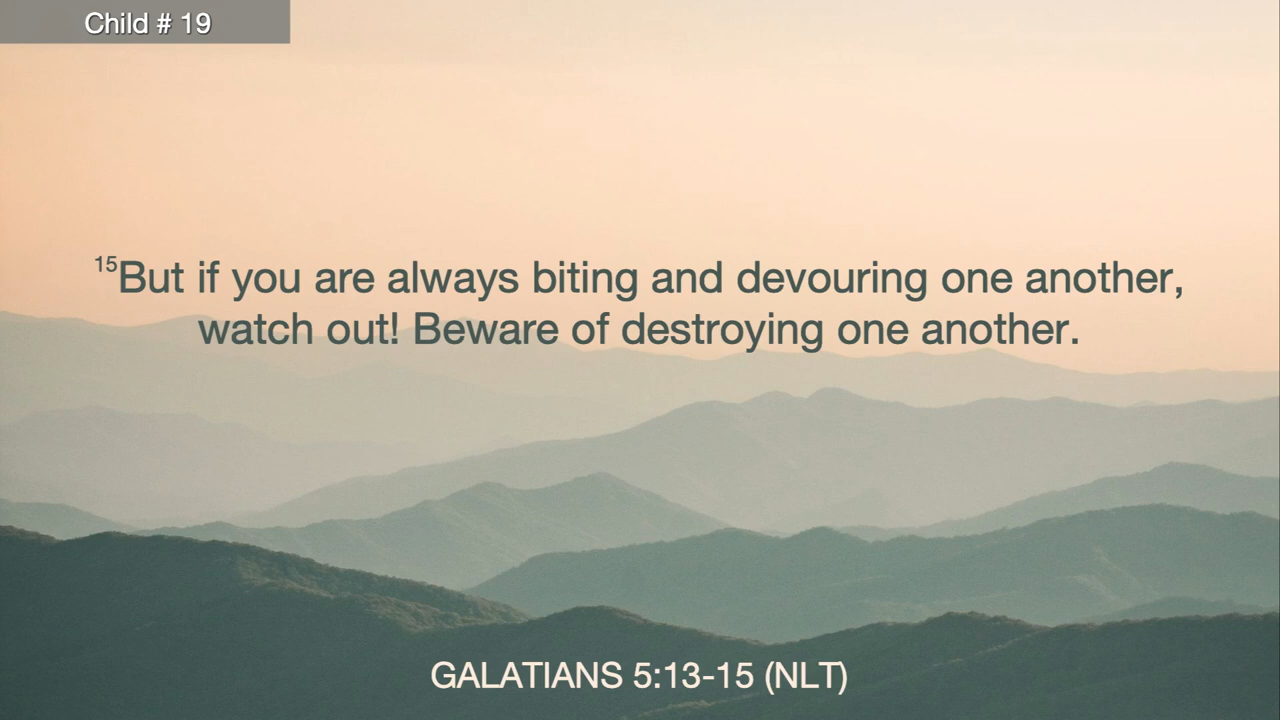 Child # 19
15But if you are always biting and devouring one another,
watch out! Beware of destroying one another.
GALATIANS 5:13-15 (NLT)